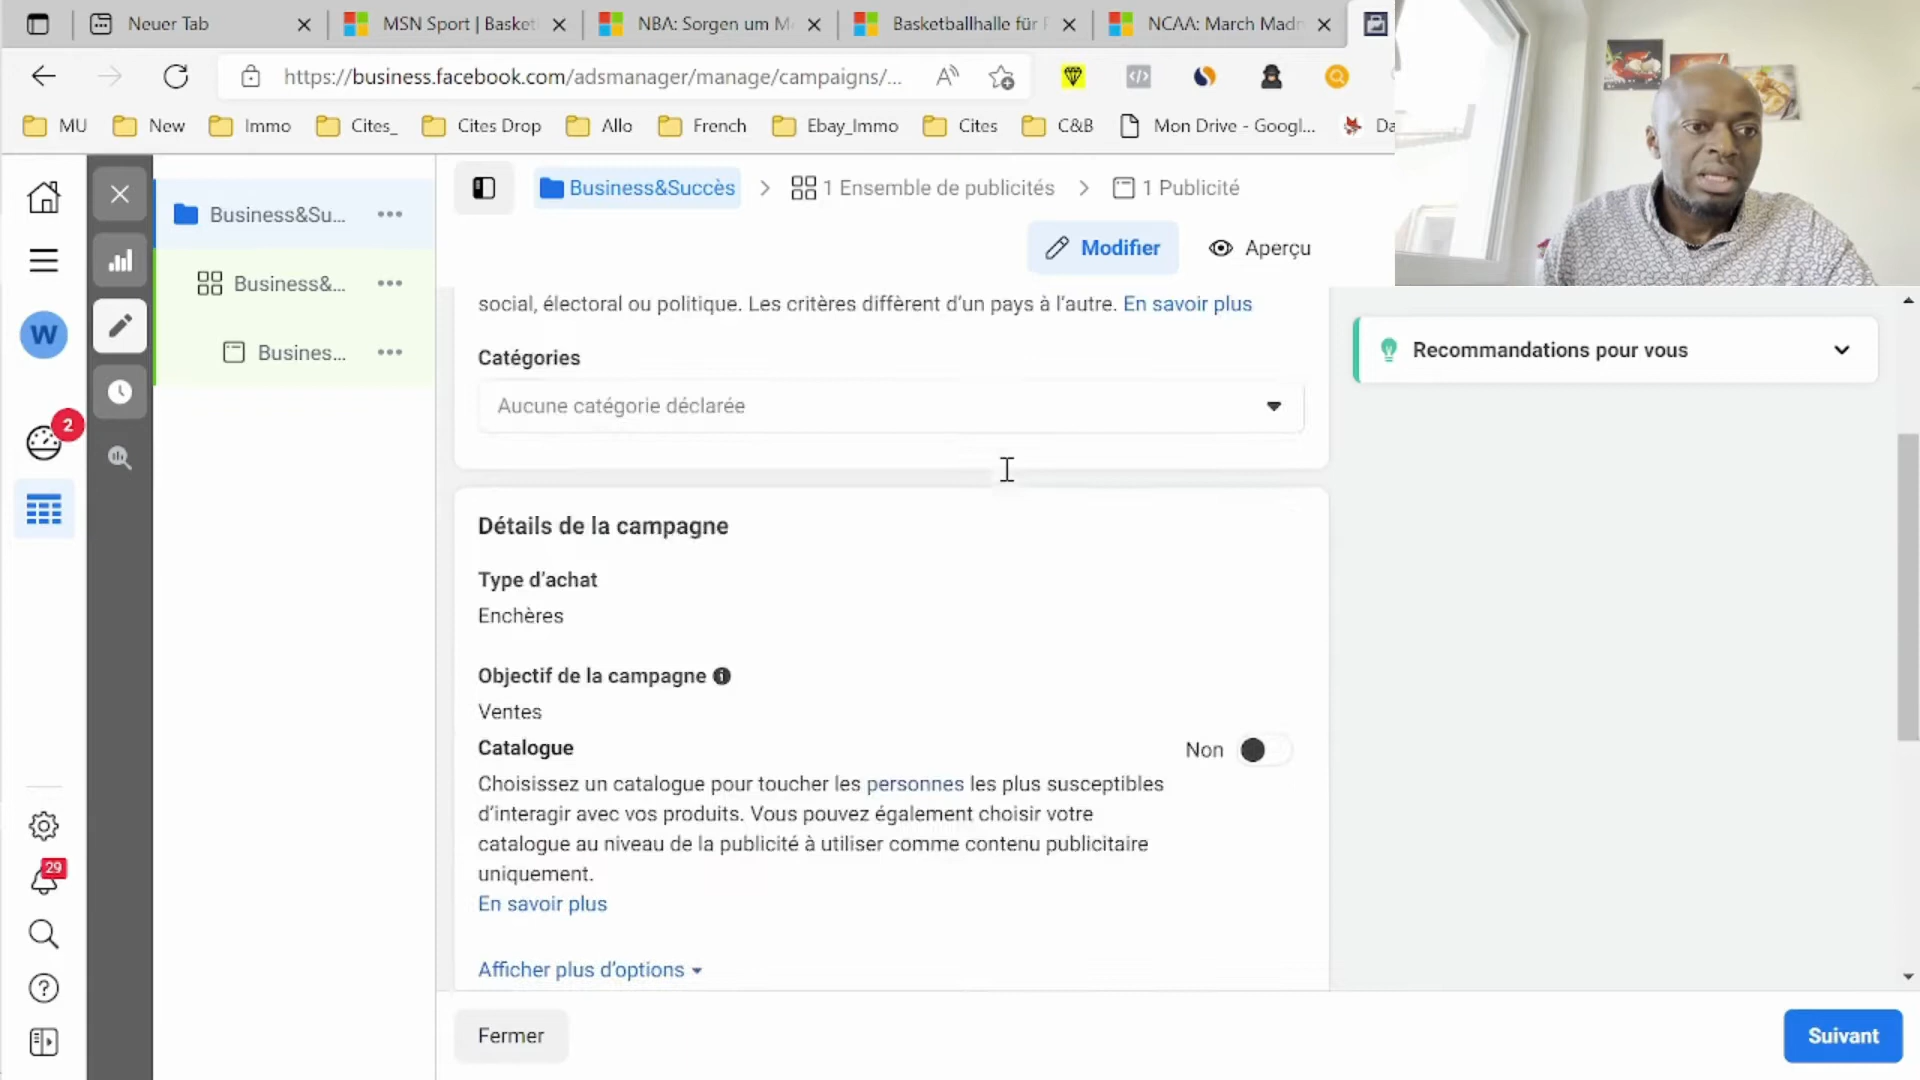 Neuer Tab
MSN Sport | Basket
NBA: Sorgen um M
Basketballhalle für
NCAA: March Madn
https://business.facebook.com/adsmanager/manage/campaigns/...
MU
New
Immo
Cites_
Cites Drop
Allo
French
Ebay_Immo
Cites
C&B
Mon Drive - Googl...
Da
Business&Su...
Business&...
Busines...
W
2
29
Business&Succès
1 Ensemble de publicités
1 Publicité
Modifier
Aperçu
social, électoral ou politique. Les critères diffèrent d'un pays à l'autre. En savoir plus
Catégories
Aucune catégorie déclarée
Détails de la campagne
Type d'achat
Enchères
Objectif de la campagne
Ventes
Catalogue
Non
Choisissez un catalogue pour toucher les personnes les plus susceptibles
d'interagir avec vos produits. Vous pouvez également choisir votre
catalogue au niveau de la publicité à utiliser comme contenu publicitaire
uniquement.
En savoir plus
Afficher plus d'options
Recommandations pour vous
Fermer
Suivant